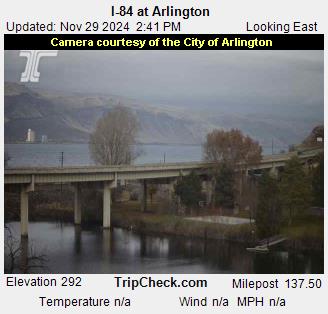 I-84 at Arlington
Updated: Nov 29 2024 2:41 PM Looking East
Camera courtesy of the City of Arlington
Elevation 292 TripCheck.com Milepost 137.50
Temperature n/a Wind n/a MPH n/a